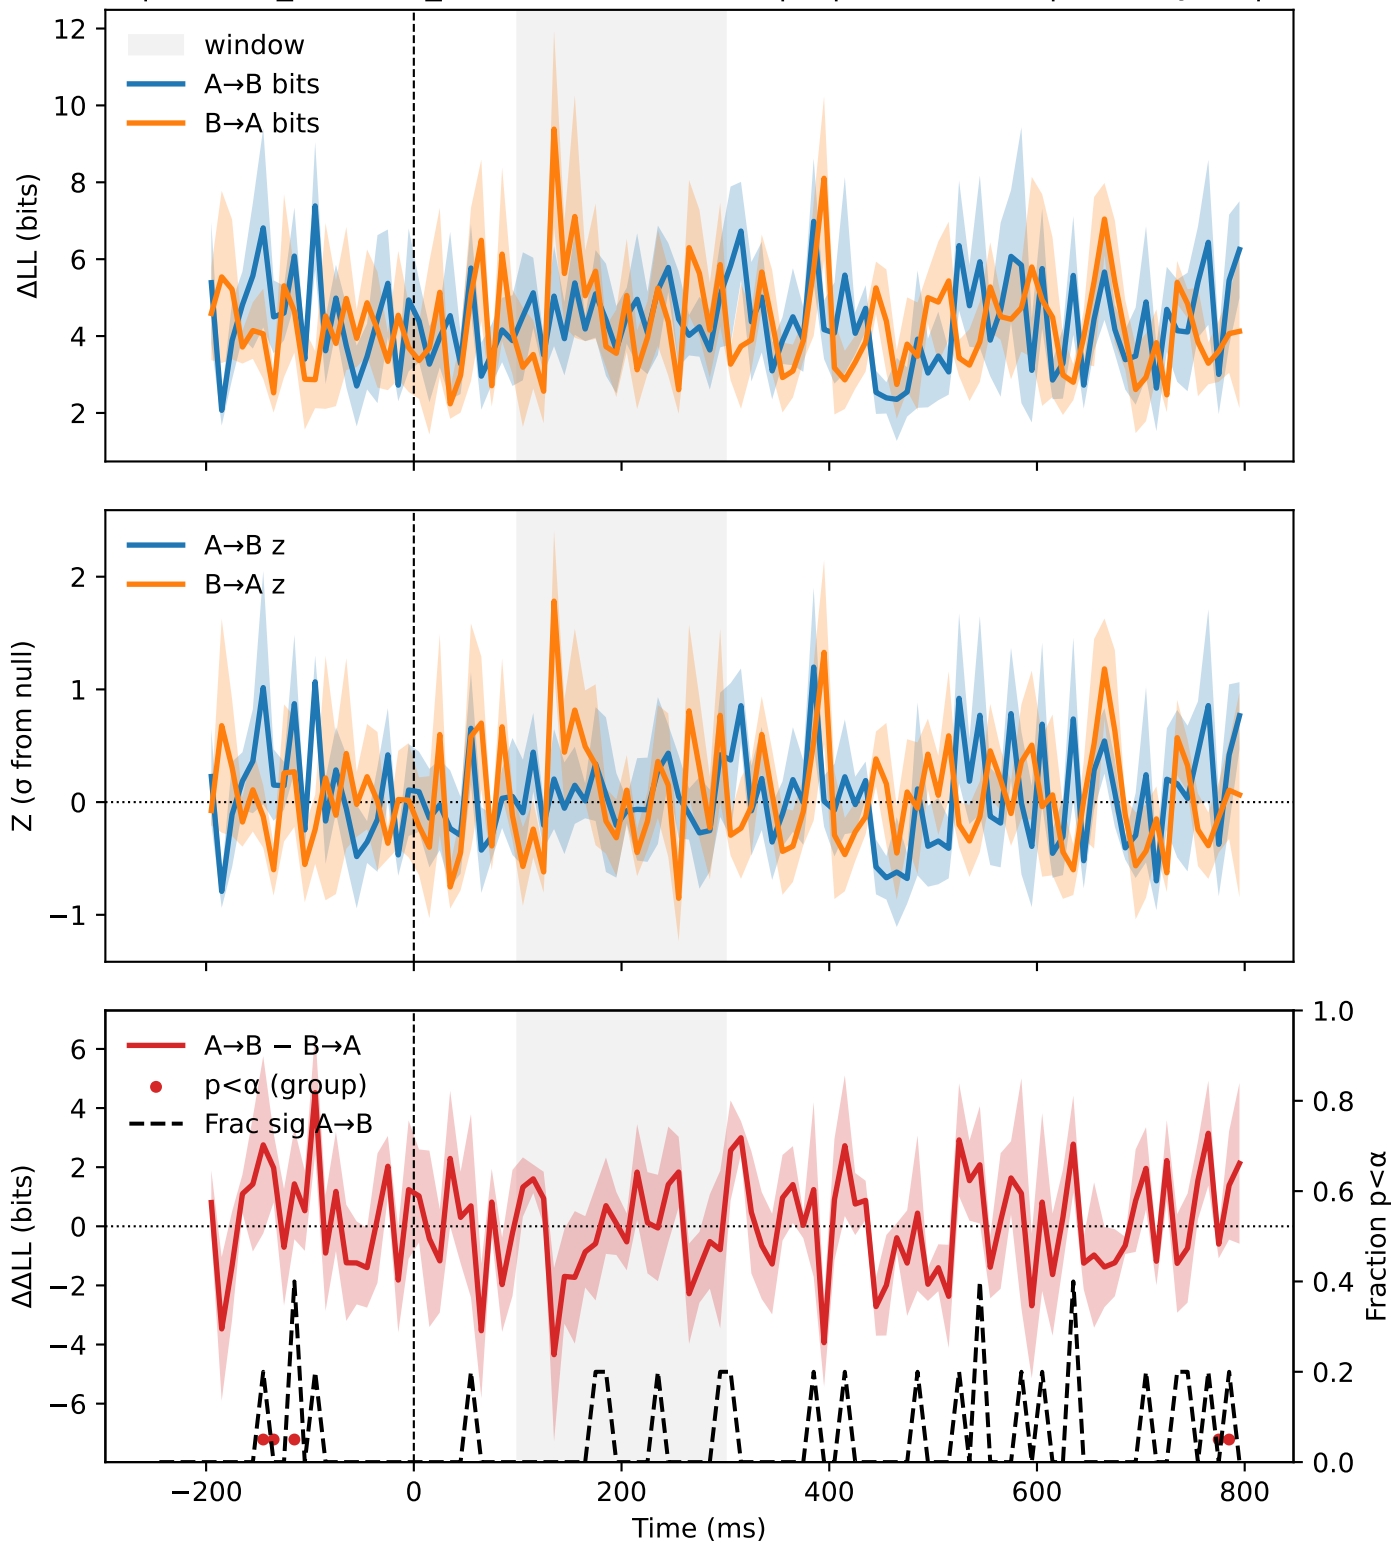 12
10
8
6
4
2
ΔLL (bits)
window
A→B bits
B→A bits
2
1
0
−1
Z (σ from null)
A→B z
B→A z
6
4
2
0
−2
−4
−6
ΔΔLL (bits)
A→B − B→A
p<α (group)
Frac sig A→B
1.0
0.8
0.6
0.4
0.2
0.0
Fraction p<α
−200
0
200
400
600
800
Time (ms)